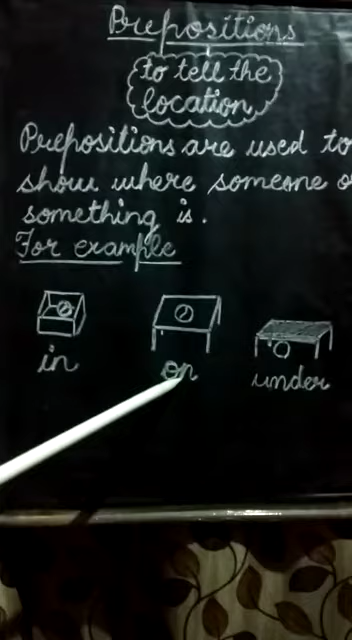 Prepositions
to tell the
location
Prepositions are used to
show where someone
something is.
For example
in on under